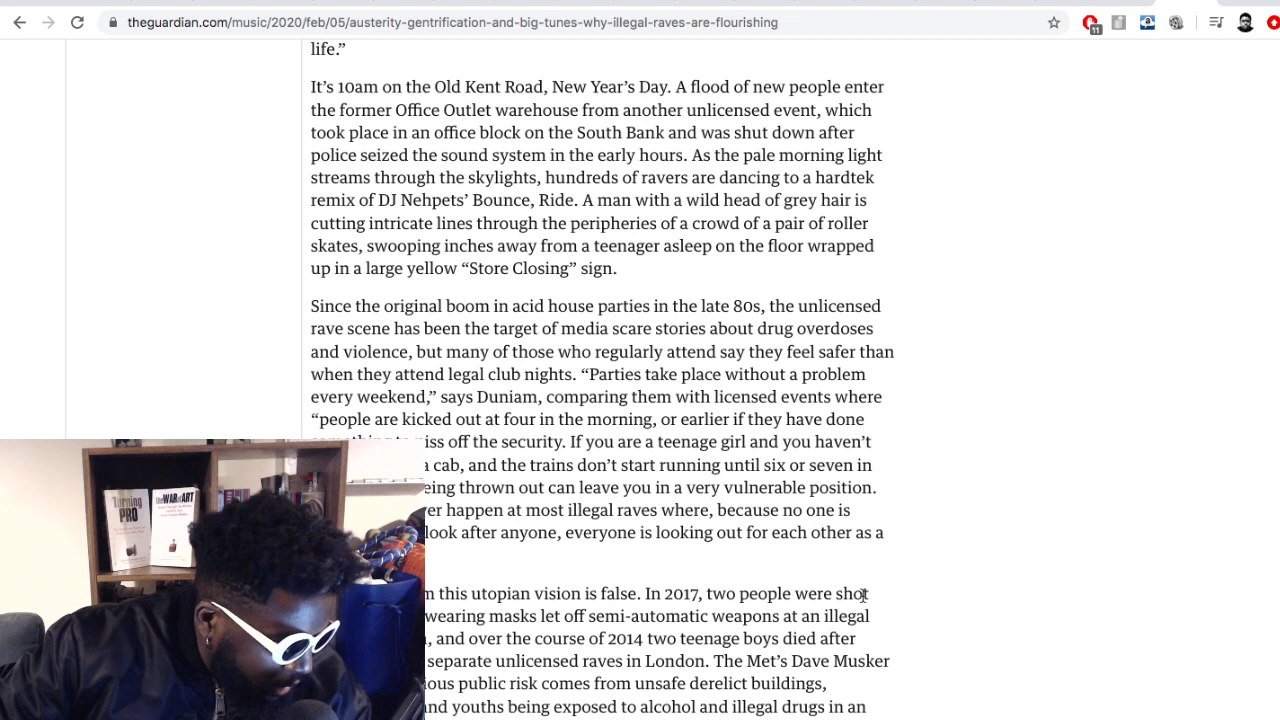 theguardian.com/music/2020/feb/05/austerity-gentrification-and-big-tunes-why-illegal-raves-are-flourishing
11
life.”
It’s 10am on the Old Kent Road, New Year’s Day. A flood of new people enter
the former Office Outlet warehouse from another unlicensed event, which
took place in an office block on the South Bank and was shut down after
police seized the sound system in the early hours. As the pale morning light
streams through the skylights, hundreds of ravers are dancing to a hardtek
remix of DJ Nehpets’ Bounce, Ride. A man with a wild head of grey hair is
cutting intricate lines through the peripheries of a crowd of a pair of roller
skates, swooping inches away from a teenager asleep on the floor wrapped
up in a large yellow “Store Closing” sign.
Since the original boom in acid house parties in the late 80s, the unlicensed
rave scene has been the target of media scare stories about drug overdoses
and violence, but many of those who regularly attend say they feel safer than
when they attend legal club nights. “Parties take place without a problem
every weekend,” says Duniam, comparing them with licensed events where
“people are kicked out at four in the morning, or earlier if they have done
iss off the security. If you are a teenage girl and you haven’t
a cab, and the trains don’t start running until six or seven in
eing thrown out can leave you in a very vulnerable position.
er happen at most illegal raves where, because no one is
look after anyone, everyone is looking out for each other as a
this utopian vision is false. In 2017, two people were shot
wearing masks let off semi-automatic weapons at an illegal
, and over the course of 2014 two teenage boys died after
separate unlicensed raves in London. The Met’s Dave Musker
ious public risk comes from unsafe derelict buildings,
nd youths being exposed to alcohol and illegal drugs in an
Turning
PRO
the WAR of ART